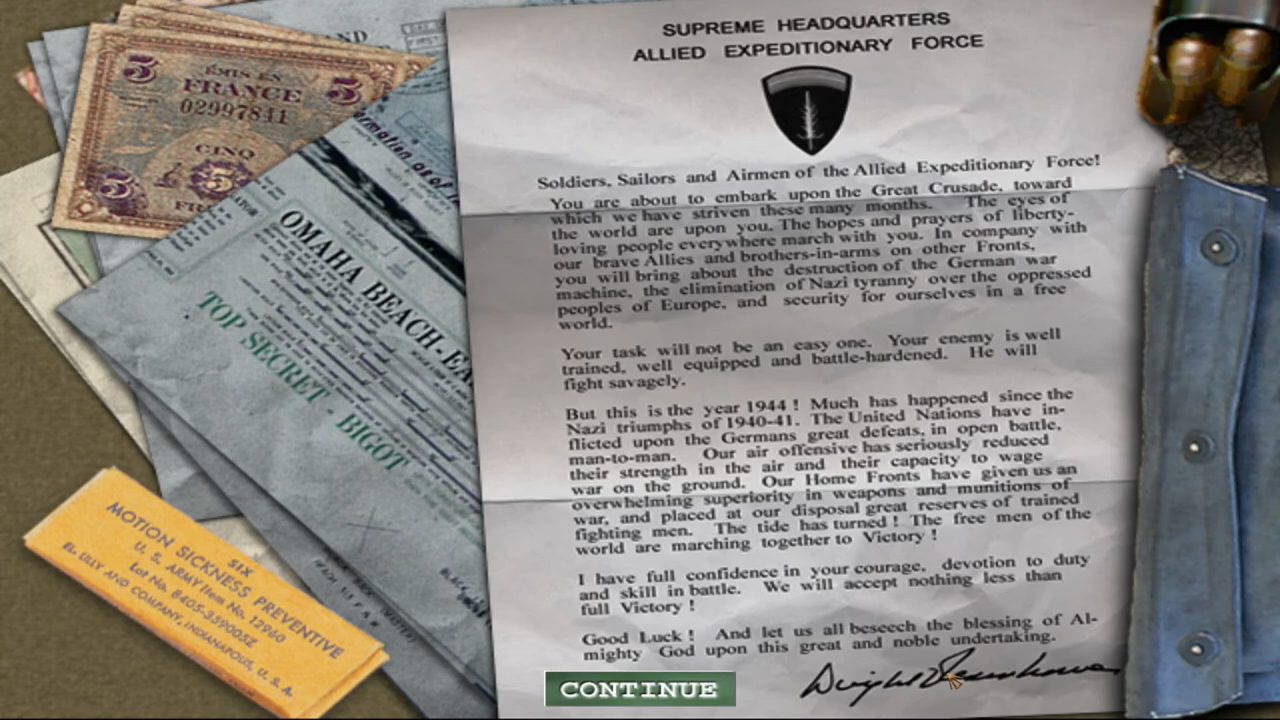 SUPREME HEADQUARTERS
ALLIED EXPEDITIONARY FORCE
Soldiers, Sailors and Airmen of the Allied Expeditionary Force!
You are about to embark upon the Great Crusade, toward
which we have striven these many months. The eyes of
the world are upon you. The hopes and prayers of liberty-
loving people everywhere march with you. In company with
our brave Allies and brothers-in-arms on other Fronts,
you will bring about the destruction of the German war
machine, the elimination of Nazi tyranny over the oppressed
peoples of Europe, and security for ourselves in a free
world.
Your task will not be an easy one. Your enemy is well
trained, well equipped and battle-hardened. He will
fight savagely.
But this is the year 1944 ! Much has happened since the
Nazi triumphs of 1940-41. The United Nations have in-
flicted upon the Germans great defeats, in open battle,
man-to-man. Our air offensive has seriously reduced
their strength in the air and their capacity to wage
war on the ground. Our Home Fronts have given us an
overwhelming superiority in weapons and munitions of
war, and placed at our disposal great reserves of trained
fighting men. The tide has turned ! The free men of the
world are marching together to Victory !
I have full confidence in your courage, devotion to duty
and skill in battle. We will accept nothing less than
full Victory !
Good Luck ! And let us all beseech the blessing of Al-
mighty God upon this great and noble undertaking.
Dwight D Eisenhower
CONTINUE
5
ÉMIS EN
FRANCE
5
02997841
CINQ
5
5
OMAHA BEACH-E
TOP SECRET - BIGOT
SIX
MOTION SICKNESS PREVENTIVE
U. S. ARMY Item No. 12960
Lot No. 8405-359005Z
EL LILLY AND COMPANY, INDIANAPOLIS, U. S. A.